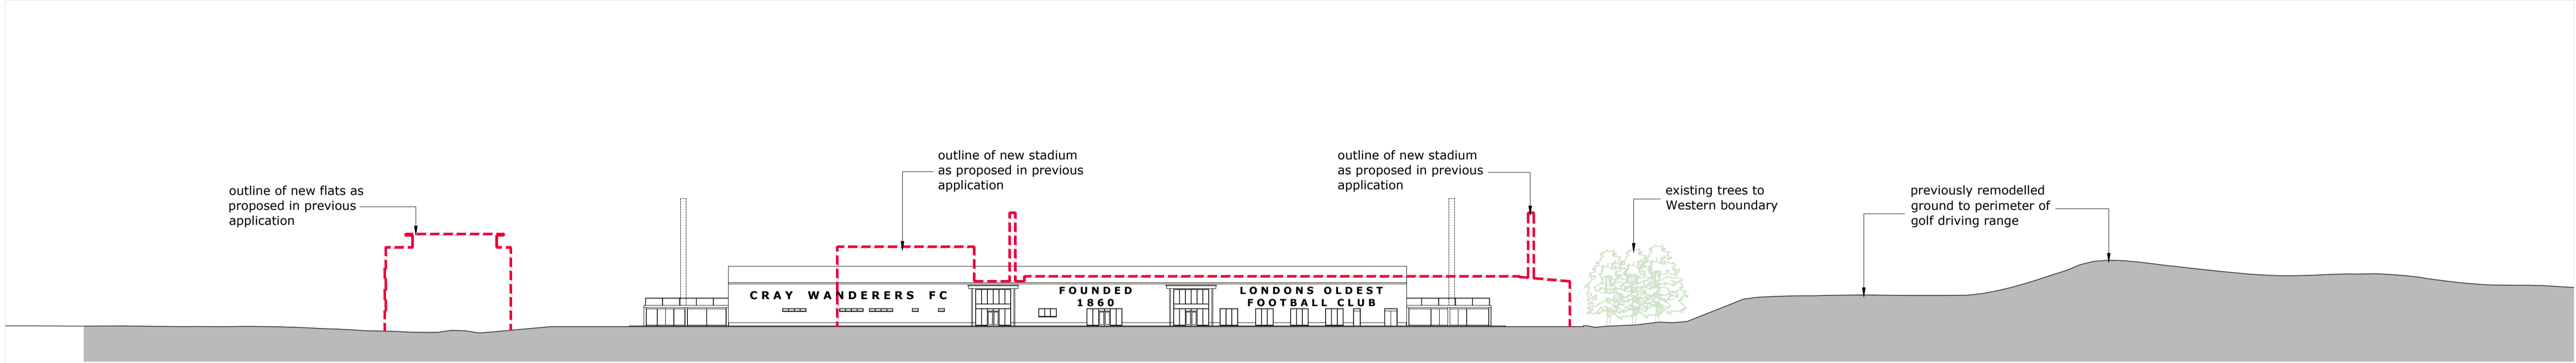 outline of new flats as
proposed in previous
application
outline of new stadium
as proposed in previous
application
outline of new stadium
as proposed in previous
application
existing trees to
Western boundary
previously remodelled
ground to perimeter of
golf driving range
CRAY WANDERERS FC
FOUNDED
1860
LONDONS OLDEST
FOOTBALL CLUB